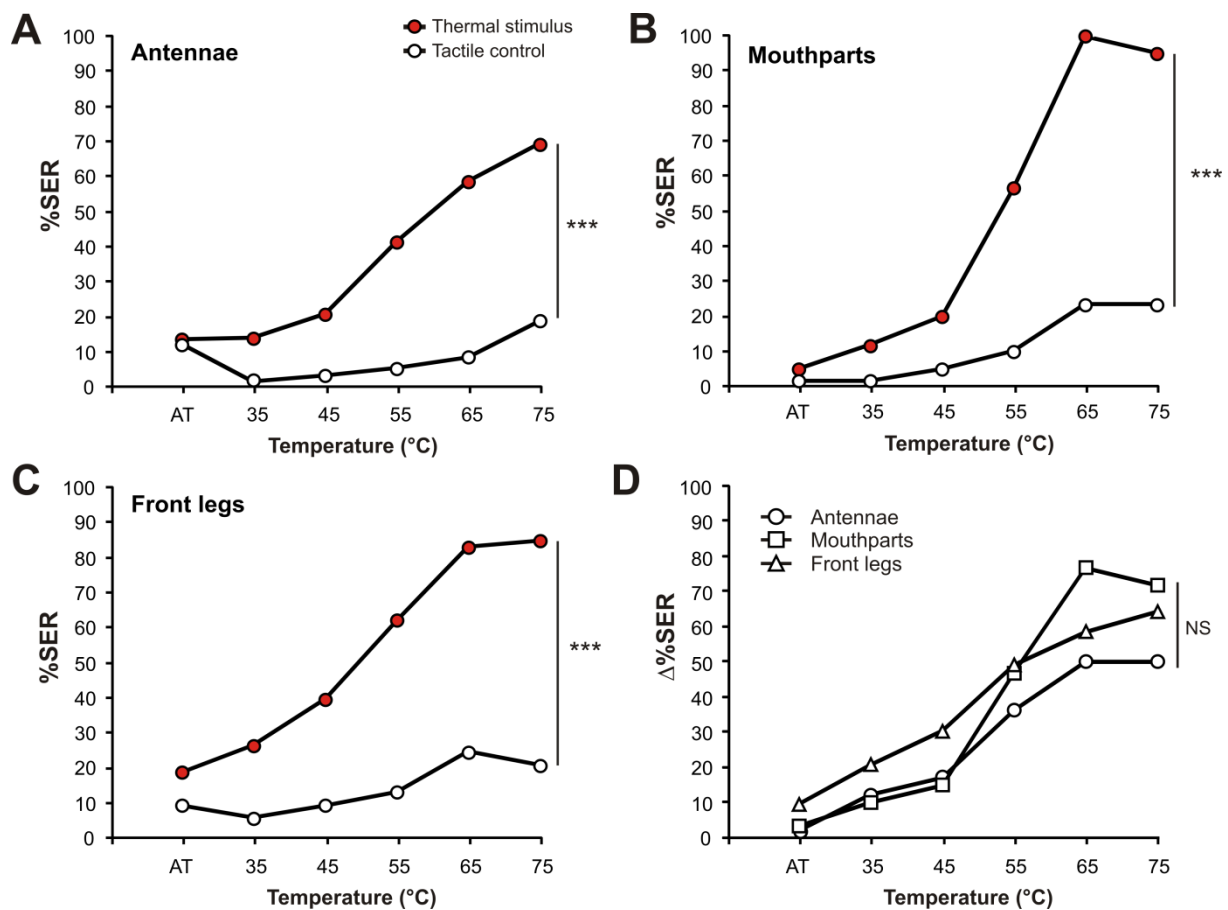 A
Antennae
Thermal stimulus
Tactile control
%SER
100
90
80
70
60
50
40
30
20
10
0
***
AT 35 45 55 65 75
Temperature (°C)
B
Mouthparts
%SER
100
90
80
70
60
50
40
30
20
10
0
***
AT 35 45 55 65 75
Temperature (°C)
C
Front legs
%SER
100
90
80
70
60
50
40
30
20
10
0
***
AT 35 45 55 65 75
Temperature (°C)
D
Antennae
Mouthparts
Front legs
Δ%SER
100
90
80
70
60
50
40
30
20
10
0
NS
AT 35 45 55 65 75
Temperature (°C)